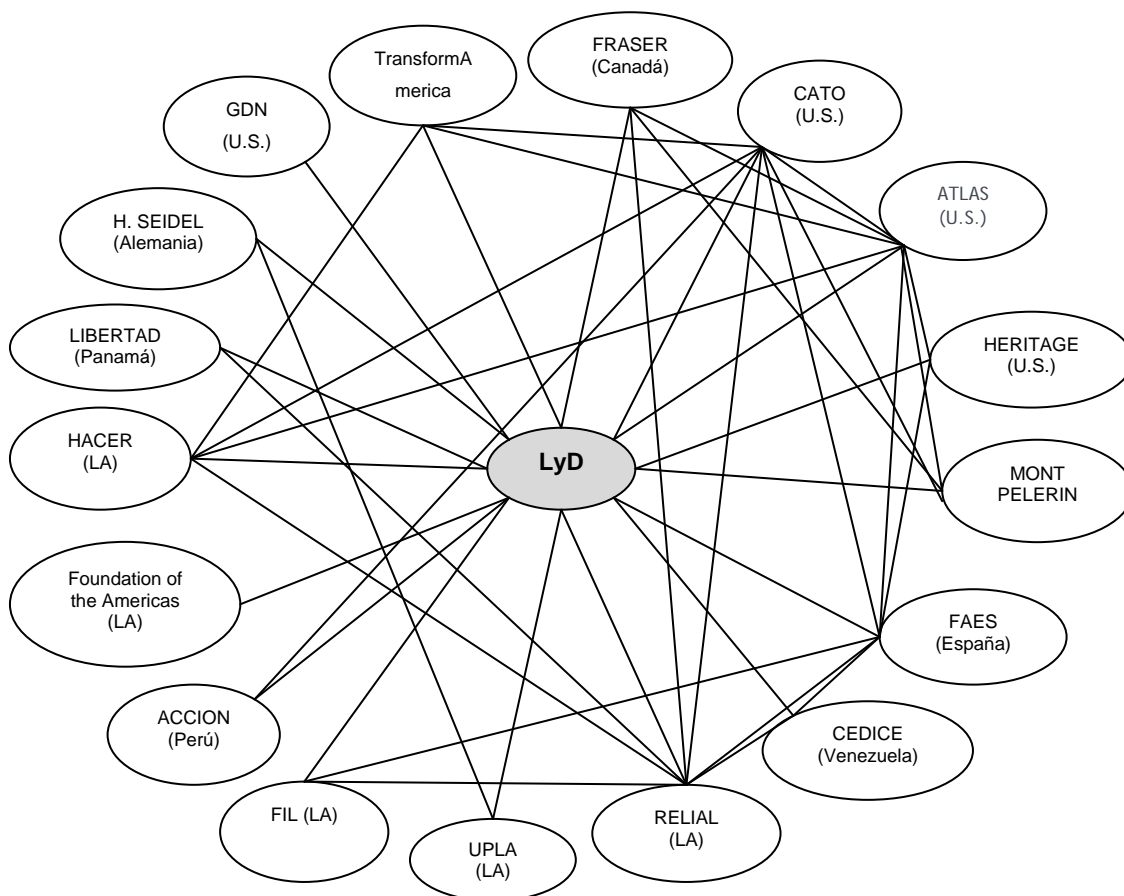 FRASER
(Canadá)
TransformA
merica
CATO
(U.S.)
GDN
(U.S.)
ATLAS
(U.S.)
H. SEIDEL
(Alemania)
LIBERTAD
(Panamá)
HERITAGE
(U.S.)
HACER
(LA)
LyD
MONT
PELERIN
Foundation of
the Americas
(LA)
FAES
(España)
ACCION
(Perú)
CEDICE
(Venezuela)
FIL (LA)
RELIAL
(LA)
UPLA
(LA)